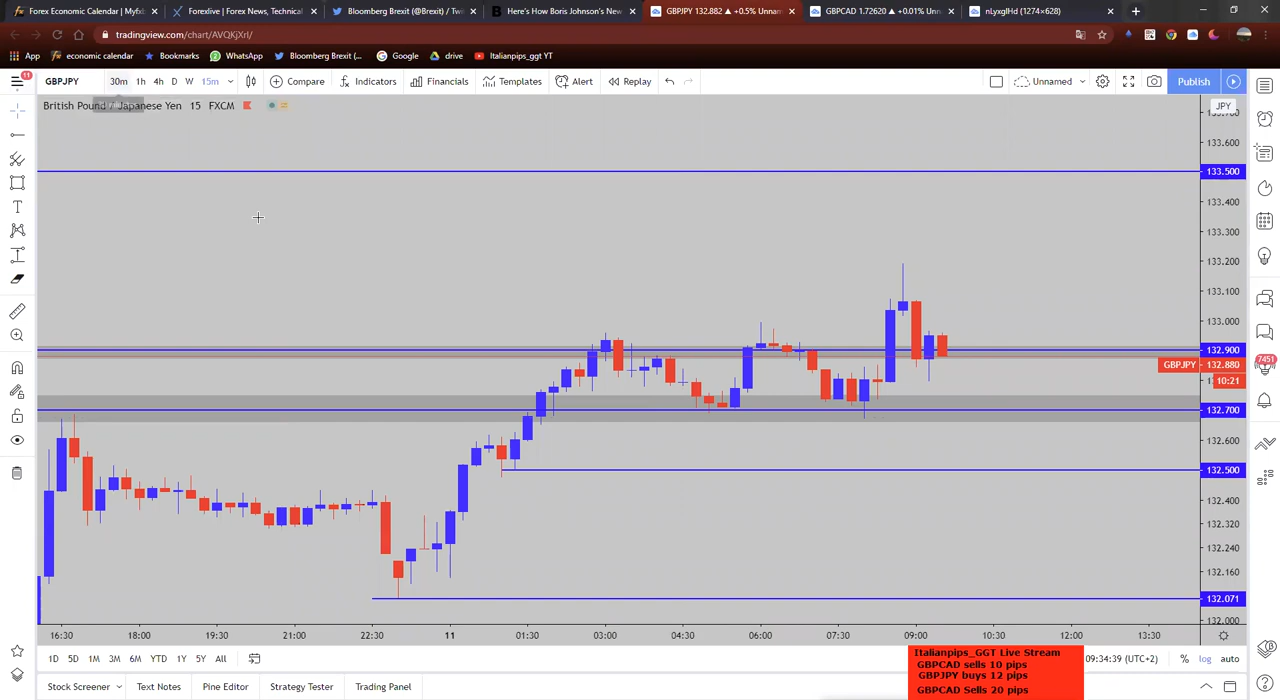 Forex Economic Calendar | Myfx
Forexlive | Forex News, Technical
Bloomberg Brexit (@Brexit) / Twit
Here's How Boris Johnson's New
GBPJPY 132.882 ▲ +0.5% Unnam
GBPCAD 1.72620 ▲ +0.01% Unn
nLyxglHd (1274×628)
tradingview.com/chart/AVQKjXrl/
App
economic calendar
Bookmarks
WhatsApp
Bloomberg Brexit (...
Google
drive
Italianpips_ggt YT
11
GBPJPY
30m 1h 4h D W 15m
Compare
Indicators
Financials
Templates
Alert
Replay
Unnamed
Publish
British Pound / Japanese Yen 15 FXCM
JPY
133.600
133.500
133.400
133.300
133.200
133.100
133.000
132.900
GBPJPY 132.880
10:21
132.700
132.600
132.500
132.400
132.320
132.240
132.160
132.071
132.000
7451
16:30 18:00 19:30 21:00 22:30 11 01:30 03:00 04:30 06:00 07:30 09:00 10:30 12:00 13:30
1D 5D 1M 3M 6M YTD 1Y 5Y All
09:34:39 (UTC+2) % log auto
Italianpips_GGT Live Stream
GBPCAD sells 10 pips
GBPJPY buys 12 pips
GBPCAD Sells 20 pips
Stock Screener
Text Notes
Pine Editor
Strategy Tester
Trading Panel